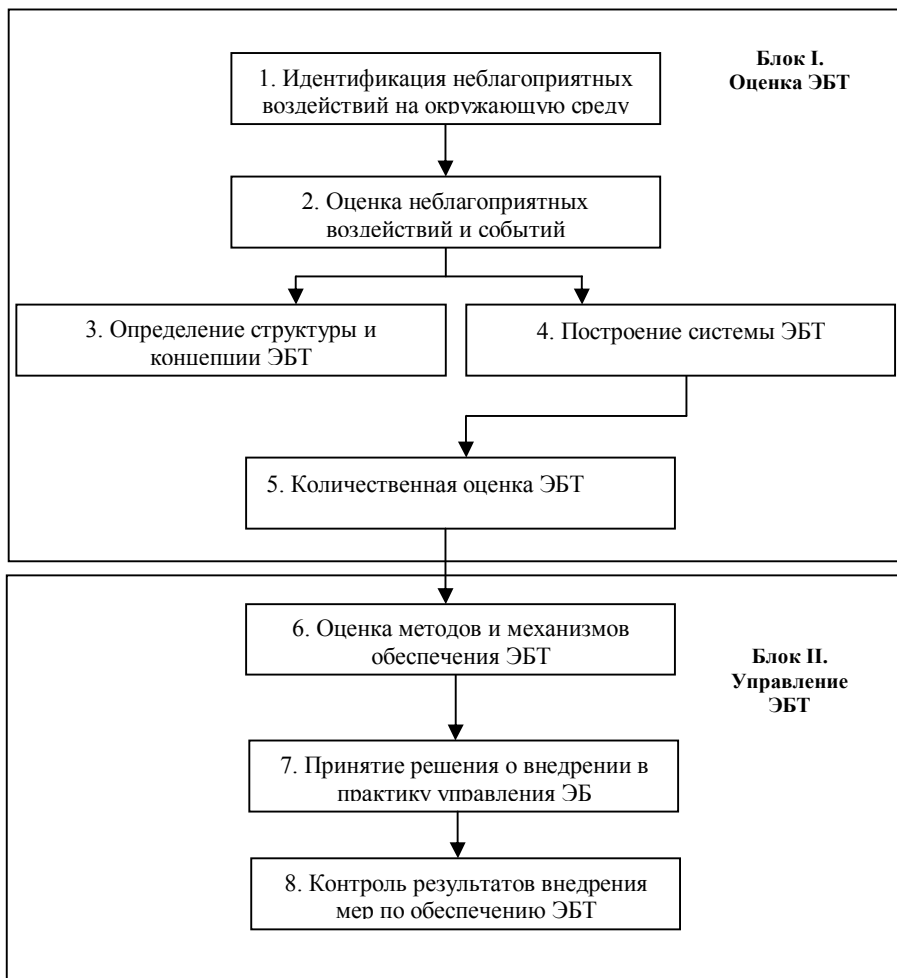 Блок I.
Оценка ЭБТ
1. Идентификация неблагоприятных
воздействий на окружающую среду
2. Оценка неблагоприятных
воздействий и событий
3. Определение структуры и
концепции ЭБТ
4. Построение системы ЭБТ
5. Количественная оценка ЭБТ
6. Оценка методов и механизмов
обеспечения ЭБТ
Блок II.
Управление
ЭБТ
7. Принятие решения о внедрении в
практику управления ЭБ
8. Контроль результатов внедрения
мер по обеспечению ЭБТ